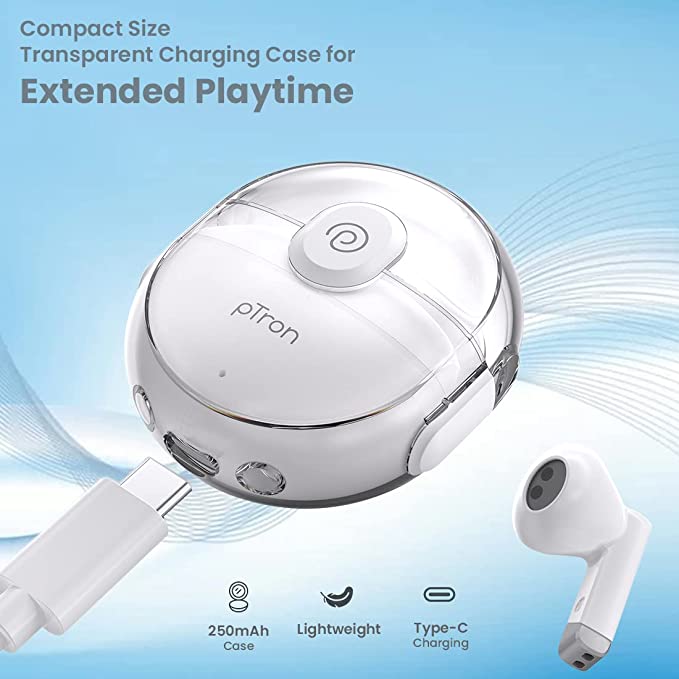 Compact Size
Transparent Charging Case for
Extended Playtime
pTron
250mAh
Case
Lightweight
Type-C
Charging